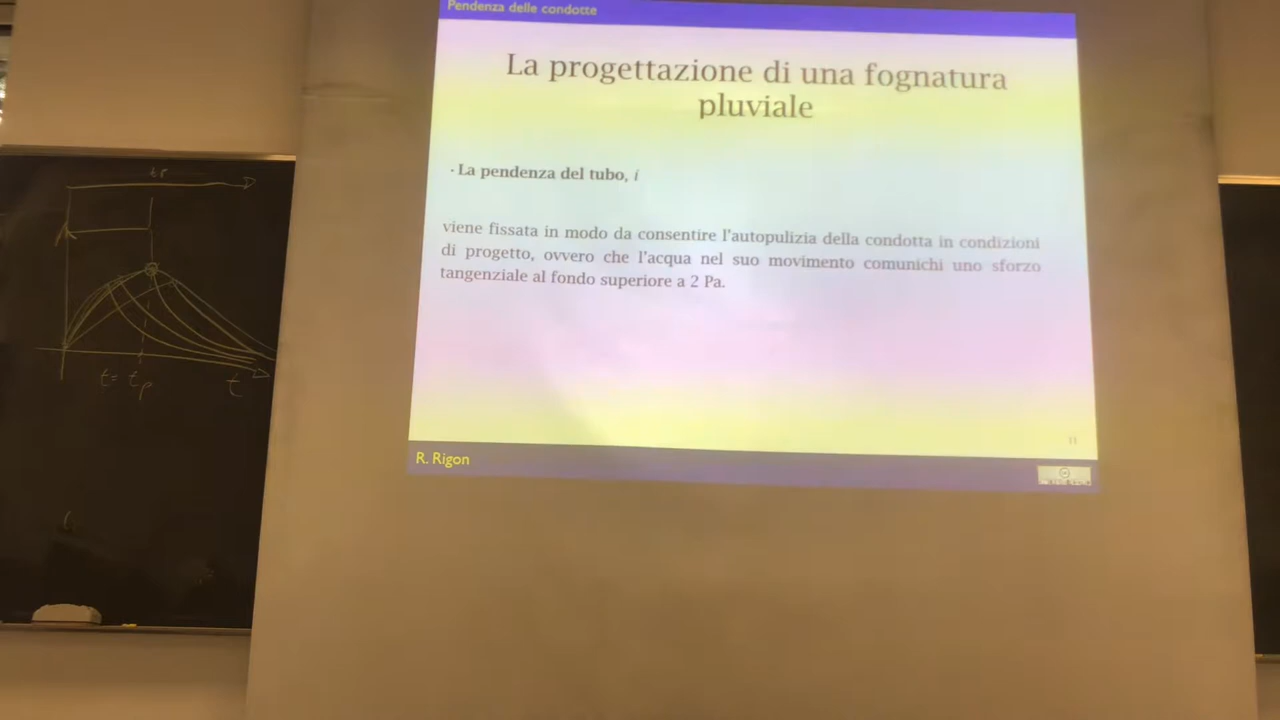 Pendenza delle condotte
La progettazione di una fognatura
pluviale
· La pendenza del tubo, i
viene fissata in modo da consentire l'autopulizia della condotta in condizioni
di progetto, ovvero che l'acqua nel suo movimento comunichi uno sforzo
tangenziale al fondo superiore a 2 Pa.
R. Rigon
t= tp
t